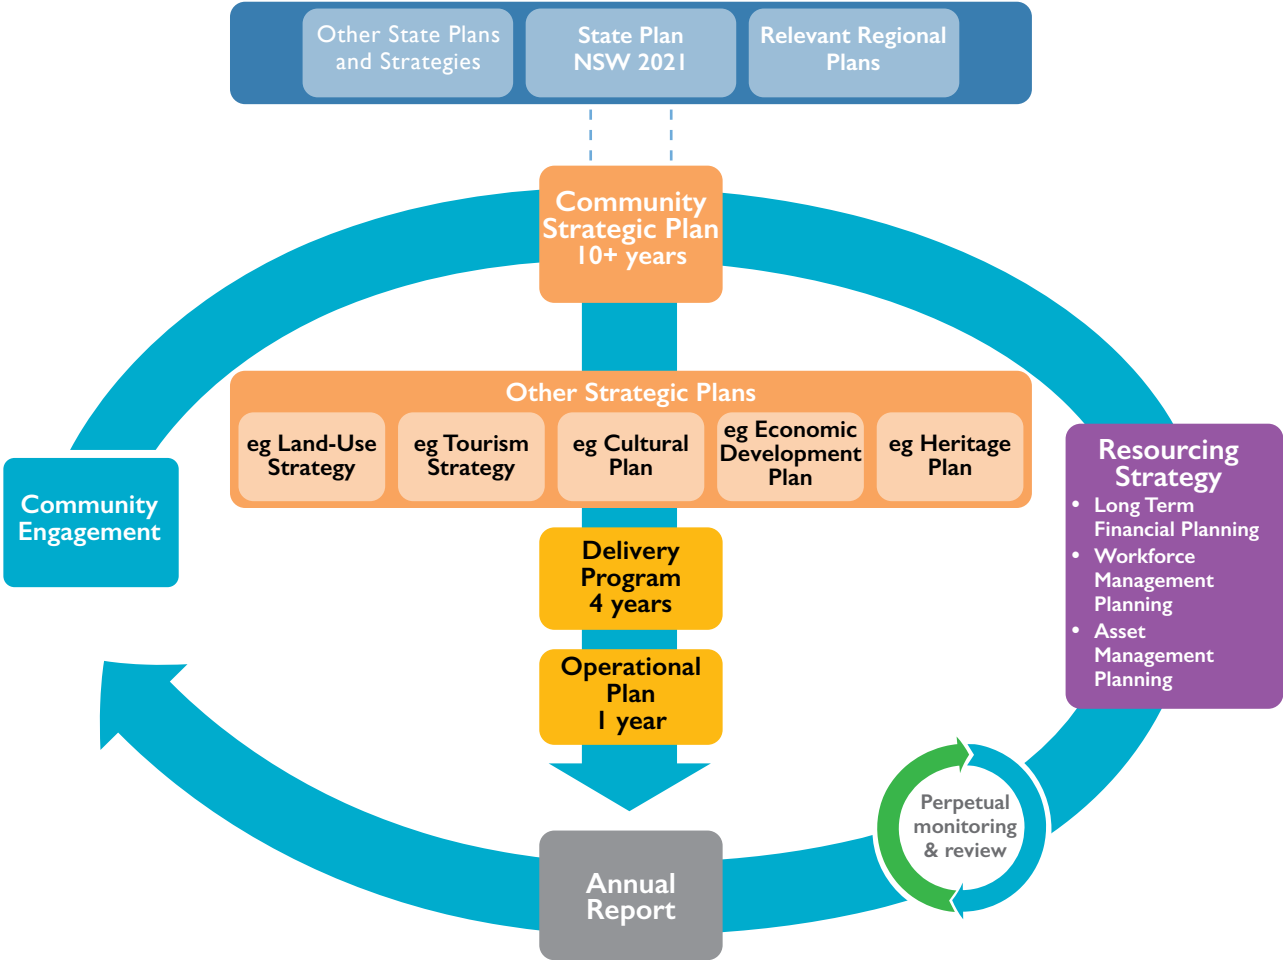 Other State Plans
and Strategies
State Plan
NSW 2021
Relevant Regional
Plans
Community
Strategic Plan
10+ years
Other Strategic Plans
eg Land-Use
Strategy
eg Tourism
Strategy
eg Cultural
Plan
eg Economic
Development
Plan
eg Heritage
Plan
Community
Engagement
Resourcing
Strategy
• Long Term
Financial Planning
• Workforce
Management
Planning
• Asset
Management
Planning
Delivery
Program
4 years
Operational
Plan
1 year
Perpetual
monitoring
& review
Annual
Report